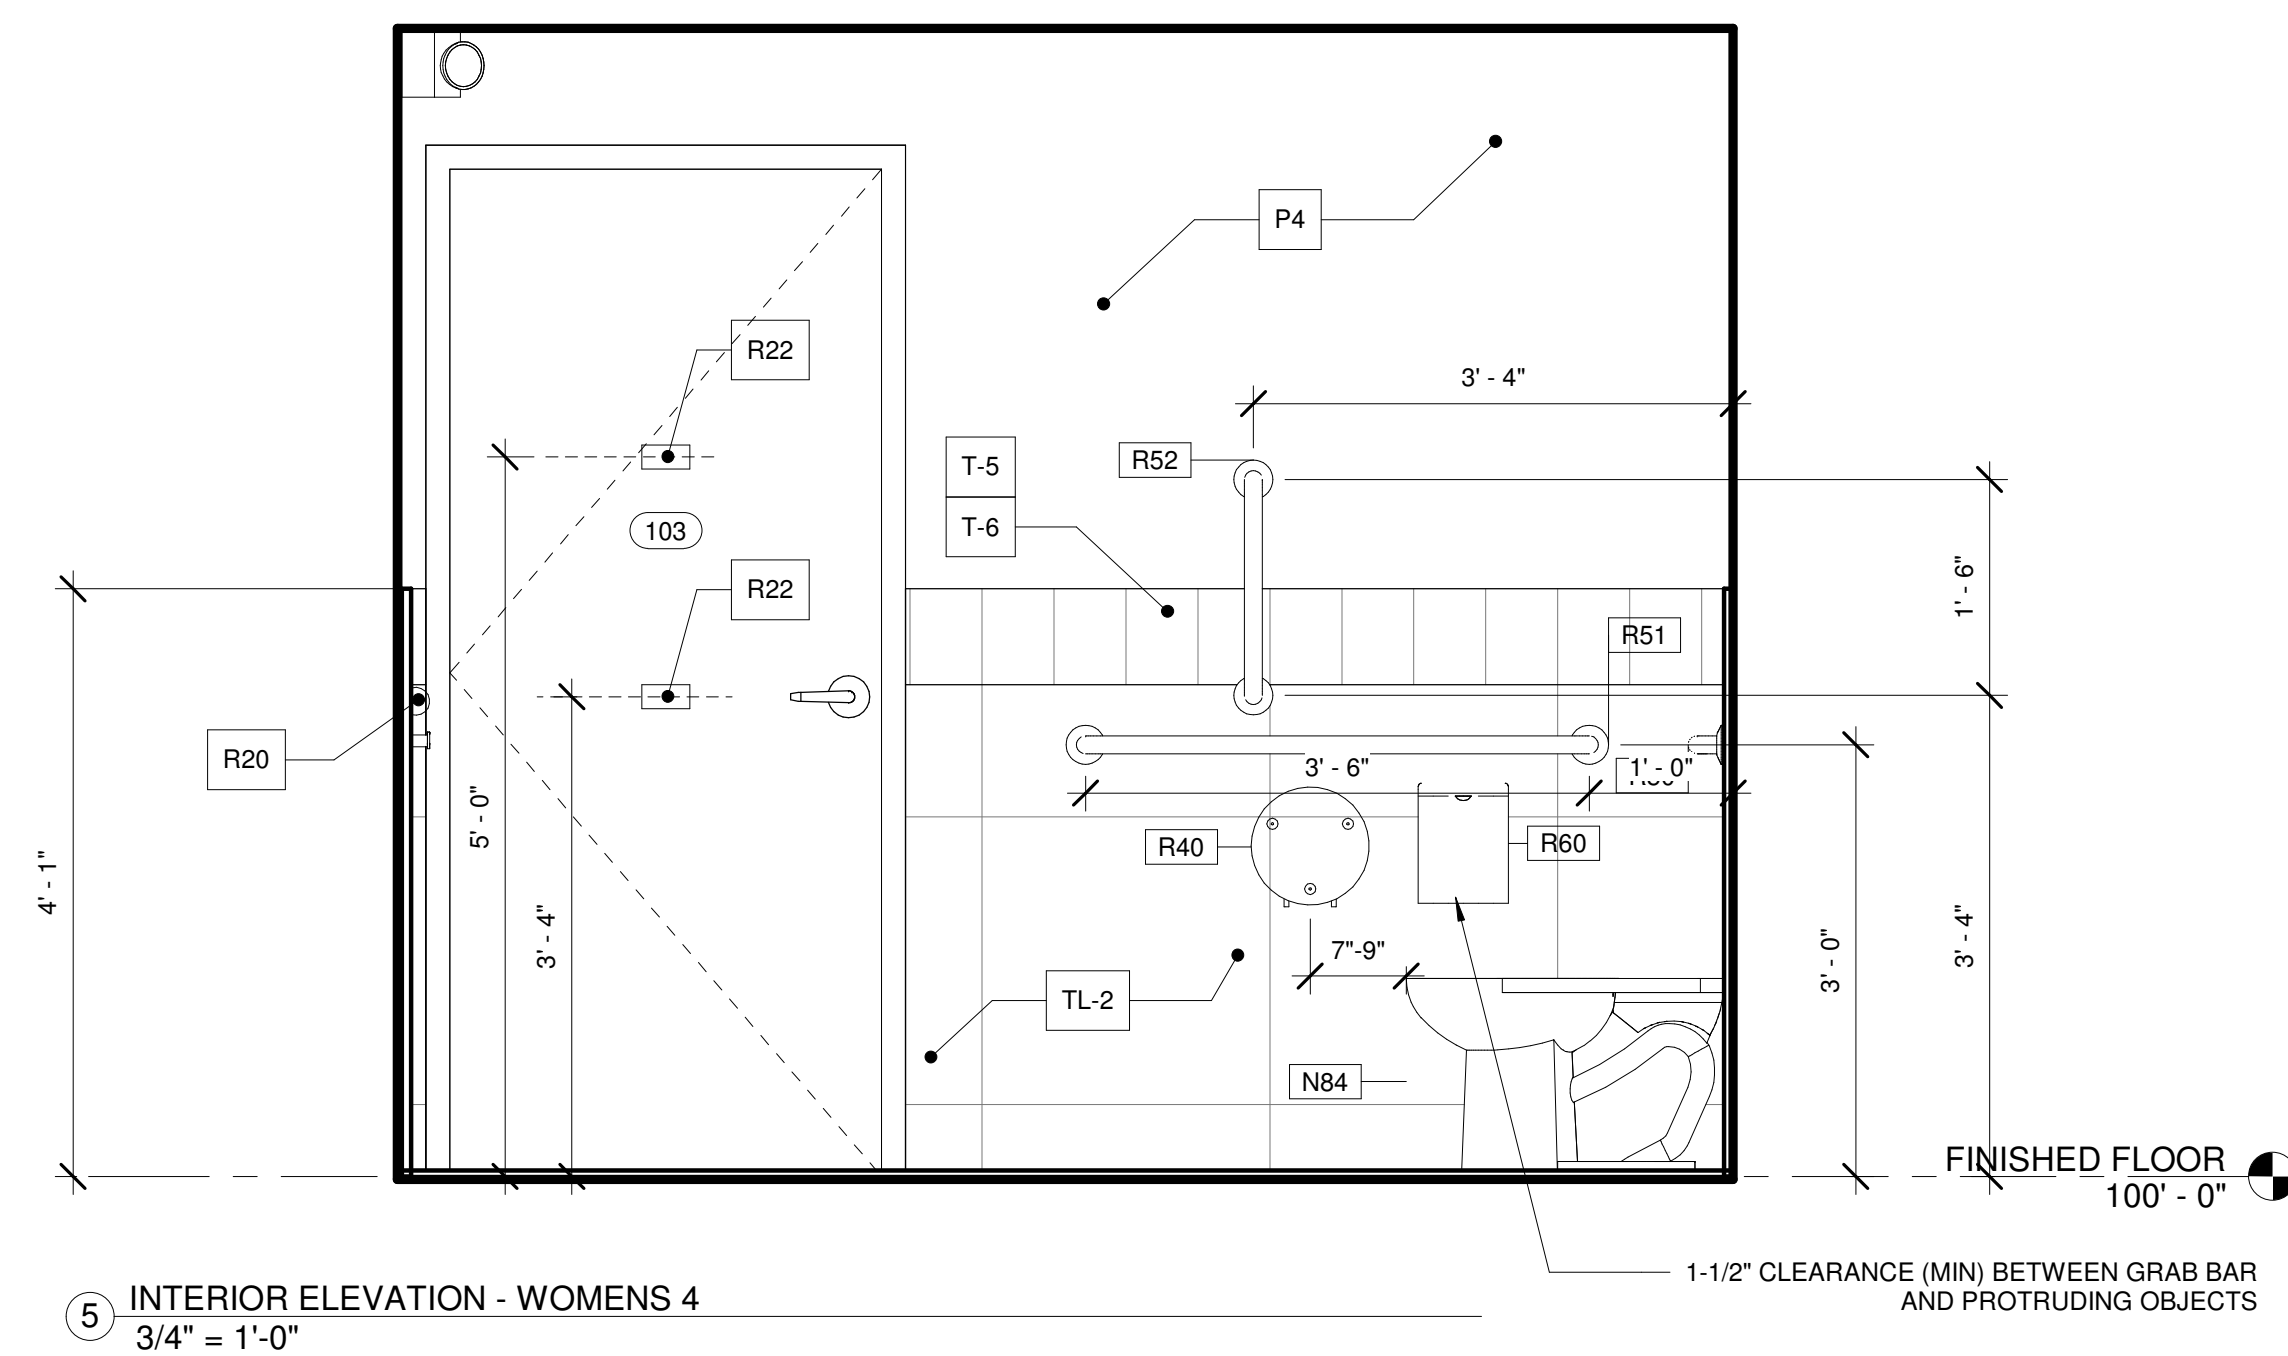 P4
R22
3' - 4"
T-5
R52
T-6
103
1' - 6"
R22
R51
R20
3' - 6"
1' - 0"
5' - 0"
R40
R60
4' - 1"
3' - 4"
7"-9"
3' - 0"
3' - 4"
TL-2
N84
FINISHED FLOOR
100' - 0"
1-1/2" CLEARANCE (MIN) BETWEEN GRAB BAR
AND PROTRUDING OBJECTS
5
INTERIOR ELEVATION - WOMENS 4
3/4" = 1'-0"